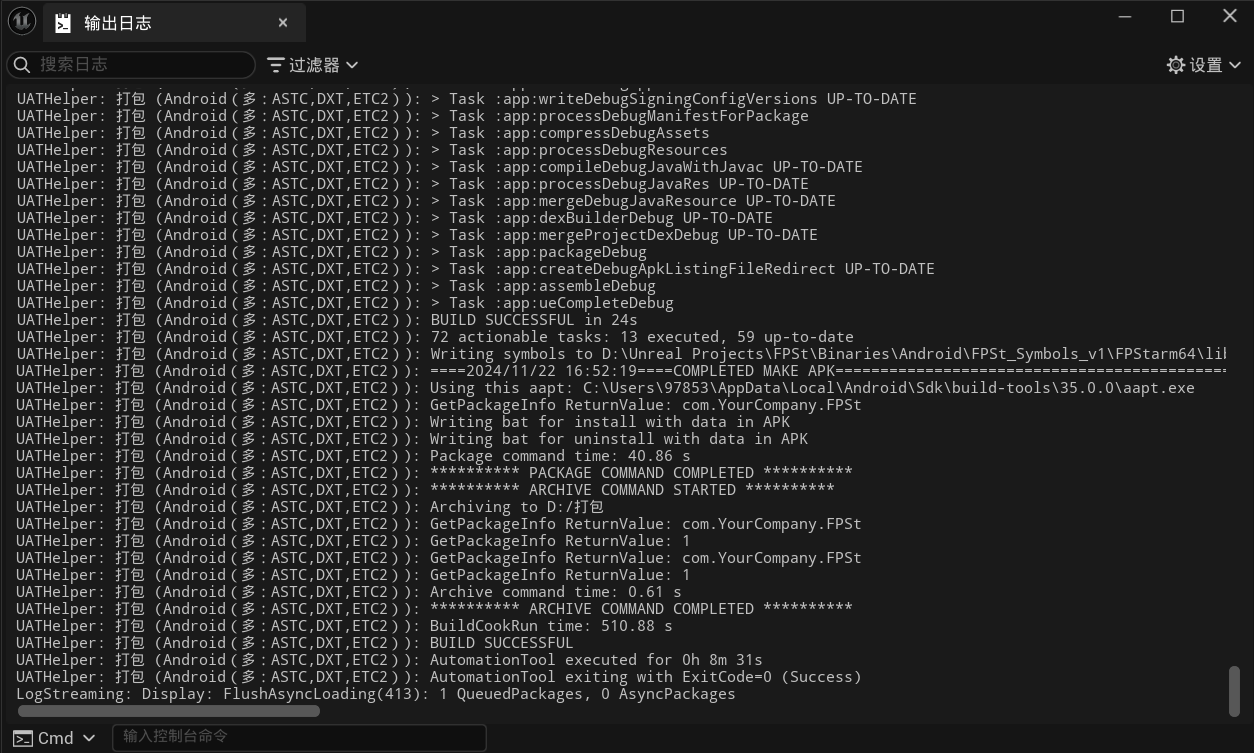 输出日志
搜索日志 过滤器 设置
UATHelper: 打包 (Android（多：ASTC,DXT,ETC2）): > Task :app:writeDebugSigningConfigVersions UP-TO-DATE
UATHelper: 打包 (Android（多：ASTC,DXT,ETC2）): > Task :app:processDebugManifestForPackage
UATHelper: 打包 (Android（多：ASTC,DXT,ETC2）): > Task :app:compressDebugAssets
UATHelper: 打包 (Android（多：ASTC,DXT,ETC2）): > Task :app:processDebugResources
UATHelper: 打包 (Android（多：ASTC,DXT,ETC2）): > Task :app:compileDebugJavaWithJavac UP-TO-DATE
UATHelper: 打包 (Android（多：ASTC,DXT,ETC2）): > Task :app:processDebugJavaRes UP-TO-DATE
UATHelper: 打包 (Android（多：ASTC,DXT,ETC2）): > Task :app:mergeDebugJavaResource UP-TO-DATE
UATHelper: 打包 (Android（多：ASTC,DXT,ETC2）): > Task :app:dexBuilderDebug UP-TO-DATE
UATHelper: 打包 (Android（多：ASTC,DXT,ETC2）): > Task :app:mergeProjectDexDebug UP-TO-DATE
UATHelper: 打包 (Android（多：ASTC,DXT,ETC2）): > Task :app:packageDebug
UATHelper: 打包 (Android（多：ASTC,DXT,ETC2）): > Task :app:createDebugApkListingFileRedirect UP-TO-DATE
UATHelper: 打包 (Android（多：ASTC,DXT,ETC2）): > Task :app:assembleDebug
UATHelper: 打包 (Android（多：ASTC,DXT,ETC2）): > Task :app:ueCompleteDebug
UATHelper: 打包 (Android（多：ASTC,DXT,ETC2）): BUILD SUCCESSFUL in 24s
UATHelper: 打包 (Android（多：ASTC,DXT,ETC2）): 72 actionable tasks: 13 executed, 59 up-to-date
UATHelper: 打包 (Android（多：ASTC,DXT,ETC2）): Writing symbols to D:\Unreal Projects\FPSt\Binaries\Android\FPSt_Symbols_v1\FPStarm64\lib
UATHelper: 打包 (Android（多：ASTC,DXT,ETC2）): ====2024/11/22 16:52:19====COMPLETED MAKE APK============================================
UATHelper: 打包 (Android（多：ASTC,DXT,ETC2）): Using this aapt: C:\Users\97853\AppData\Local\Android\Sdk\build-tools\35.0.0\aapt.exe
UATHelper: 打包 (Android（多：ASTC,DXT,ETC2）): GetPackageInfo ReturnValue: com.YourCompany.FPSt
UATHelper: 打包 (Android（多：ASTC,DXT,ETC2）): Writing bat for install with data in APK
UATHelper: 打包 (Android（多：ASTC,DXT,ETC2）): Writing bat for uninstall with data in APK
UATHelper: 打包 (Android（多：ASTC,DXT,ETC2）): Package command time: 40.86 s
UATHelper: 打包 (Android（多：ASTC,DXT,ETC2）): ********** PACKAGE COMMAND COMPLETED **********
UATHelper: 打包 (Android（多：ASTC,DXT,ETC2）): ********** ARCHIVE COMMAND STARTED **********
UATHelper: 打包 (Android（多：ASTC,DXT,ETC2）): Archiving to D:/打包
UATHelper: 打包 (Android（多：ASTC,DXT,ETC2）): GetPackageInfo ReturnValue: com.YourCompany.FPSt
UATHelper: 打包 (Android（多：ASTC,DXT,ETC2）): GetPackageInfo ReturnValue: 1
UATHelper: 打包 (Android（多：ASTC,DXT,ETC2）): GetPackageInfo ReturnValue: com.YourCompany.FPSt
UATHelper: 打包 (Android（多：ASTC,DXT,ETC2）): GetPackageInfo ReturnValue: 1
UATHelper: 打包 (Android（多：ASTC,DXT,ETC2）): Archive command time: 0.61 s
UATHelper: 打包 (Android（多：ASTC,DXT,ETC2）): ********** ARCHIVE COMMAND COMPLETED **********
UATHelper: 打包 (Android（多：ASTC,DXT,ETC2）): BuildCookRun time: 510.88 s
UATHelper: 打包 (Android（多：ASTC,DXT,ETC2）): BUILD SUCCESSFUL
UATHelper: 打包 (Android（多：ASTC,DXT,ETC2）): AutomationTool executed for 0h 8m 31s
UATHelper: 打包 (Android（多：ASTC,DXT,ETC2）): AutomationTool exiting with ExitCode=0 (Success)
LogStreaming: Display: FlushAsyncLoading(413): 1 QueuedPackages, 0 AsyncPackages
Cmd 输入控制台命令